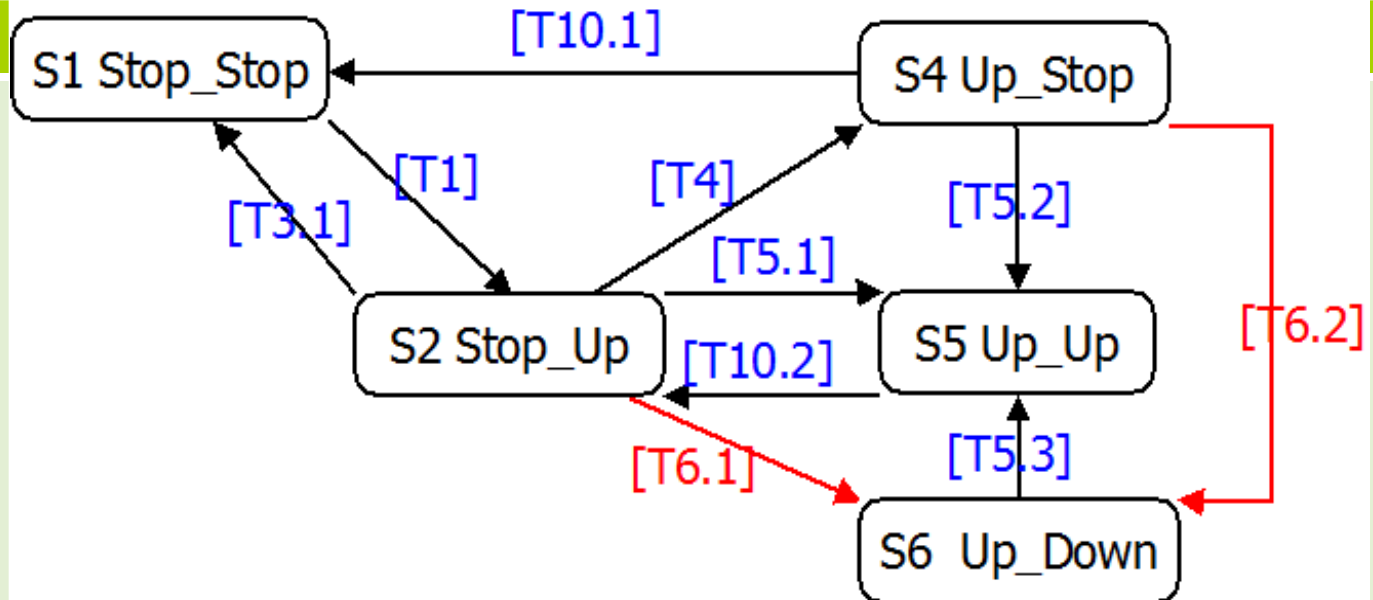 [T10.1]
S1 Stop_Stop
S4 Up_Stop
[T1]
[T4]
[T3.1]
[T5.2]
[T5.1]
[T6.2]
S2 Stop_Up
S5 Up_Up
[T10.2]
[T6.1]
[T5.3]
S6 Up_Down